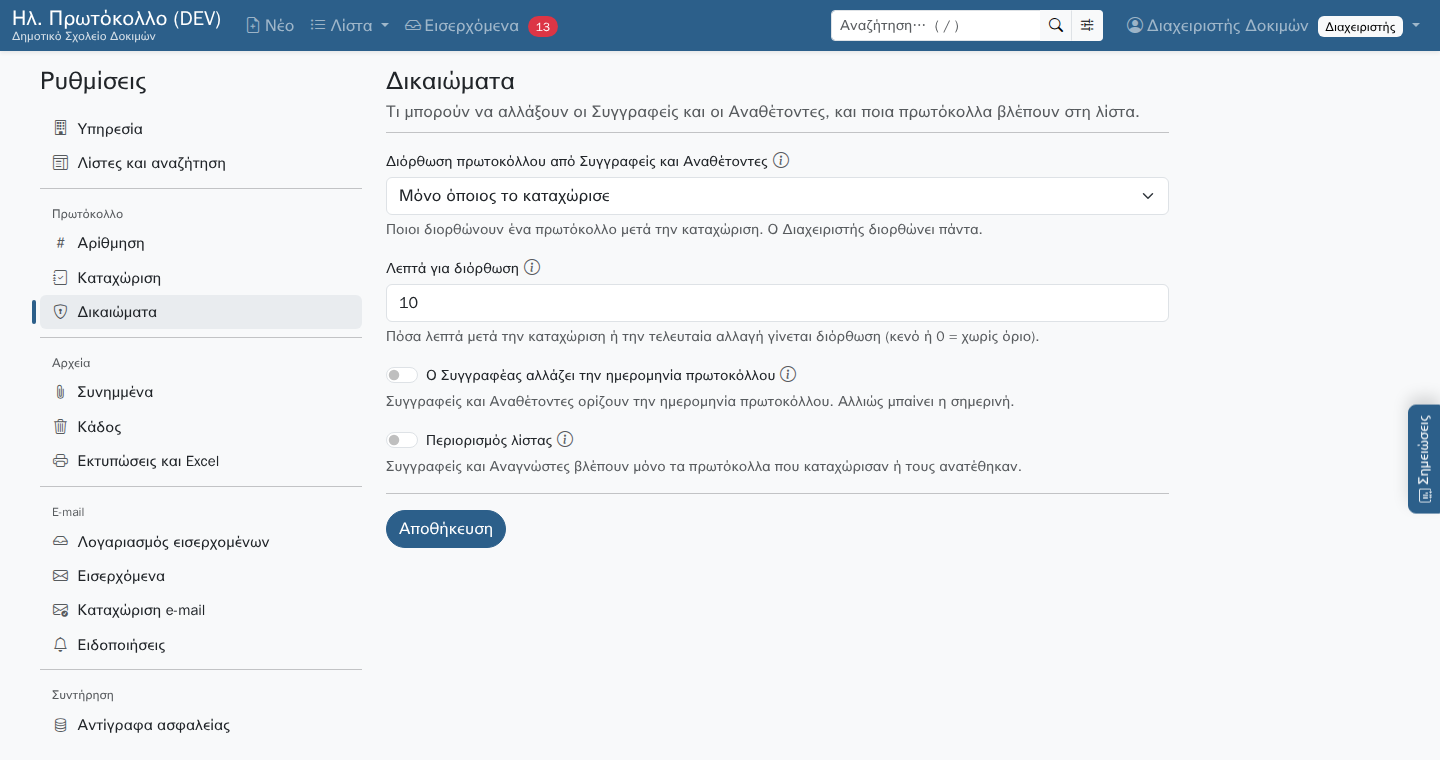 Ηλ. Πρωτόκολλο (DEV)
Δημοτικό Σχολείο Δοκιμών
Νέο
Λίστα
Εισερχόμενα 13
Αναζήτηση… ( / )
Διαχειριστής Δοκιμών Διαχειριστής
Ρυθμίσεις
Υπηρεσία
Λίστες και αναζήτηση
Πρωτόκολλο
# Αρίθμηση
Καταχώριση
Δικαιώματα
Αρχεία
Συνημμένα
Κάδος
Εκτυπώσεις και Excel
E-mail
Λογαριασμός εισερχομένων
Εισερχόμενα
Καταχώριση e-mail
Ειδοποιήσεις
Συντήρηση
Αντίγραφα ασφαλείας
Δικαιώματα
Τι μπορούν να αλλάξουν οι Συγγραφείς και οι Αναθέτοντες, και ποια πρωτόκολλα βλέπουν στη λίστα.
Διόρθωση πρωτοκόλλου από Συγγραφείς και Αναθέτοντες
Μόνο όποιος το καταχώρισε
Ποιοι διορθώνουν ένα πρωτόκολλο μετά την καταχώριση. Ο Διαχειριστής διορθώνει πάντα.
Λεπτά για διόρθωση
10
Πόσα λεπτά μετά την καταχώριση ή την τελευταία αλλαγή γίνεται διόρθωση (κενό ή 0 = χωρίς όριο).
Ο Συγγραφέας αλλάζει την ημερομηνία πρωτοκόλλου
Συγγραφείς και Αναθέτοντες ορίζουν την ημερομηνία πρωτοκόλλου. Αλλιώς μπαίνει η σημερινή.
Περιορισμός λίστας
Συγγραφείς και Αναγνώστες βλέπουν μόνο τα πρωτόκολλα που καταχώρισαν ή τους ανατέθηκαν.
Αποθήκευση
Σημειώσεις